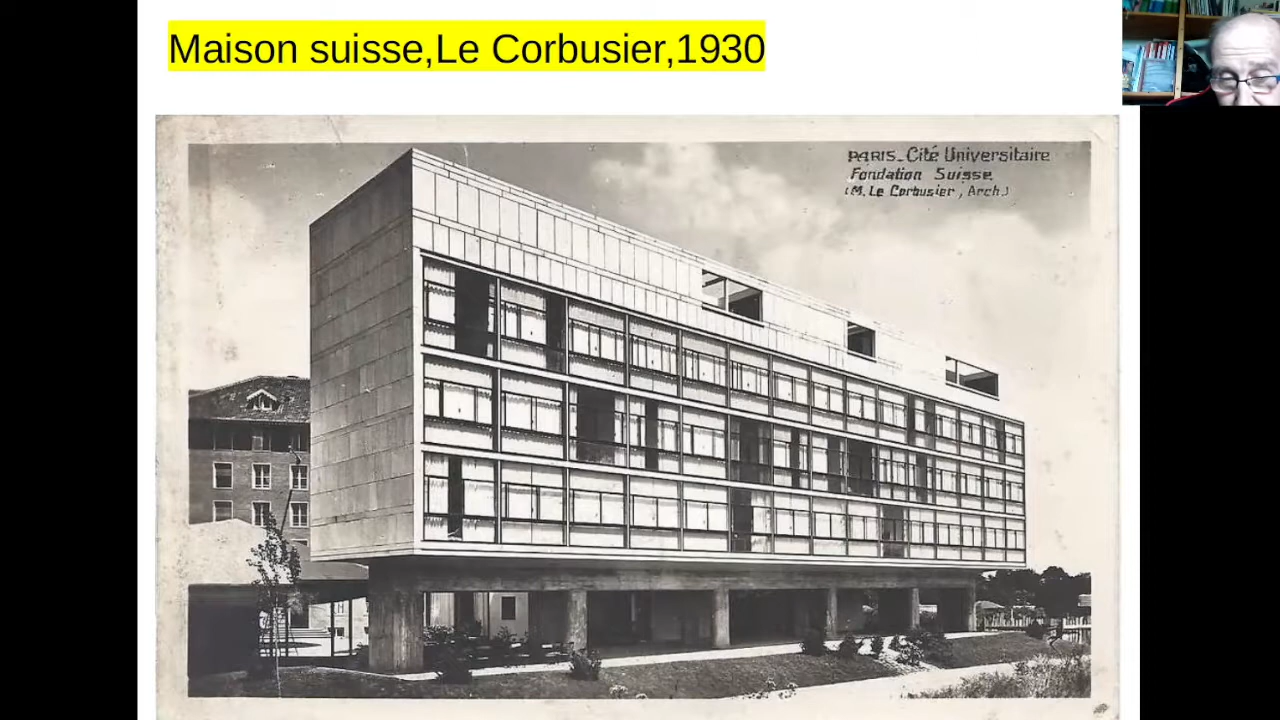 Maison suisse,Le Corbusier,1930
PARIS_Cité Universitaire
Fondation Suisse
(M. Le Corbusier, Arch.)